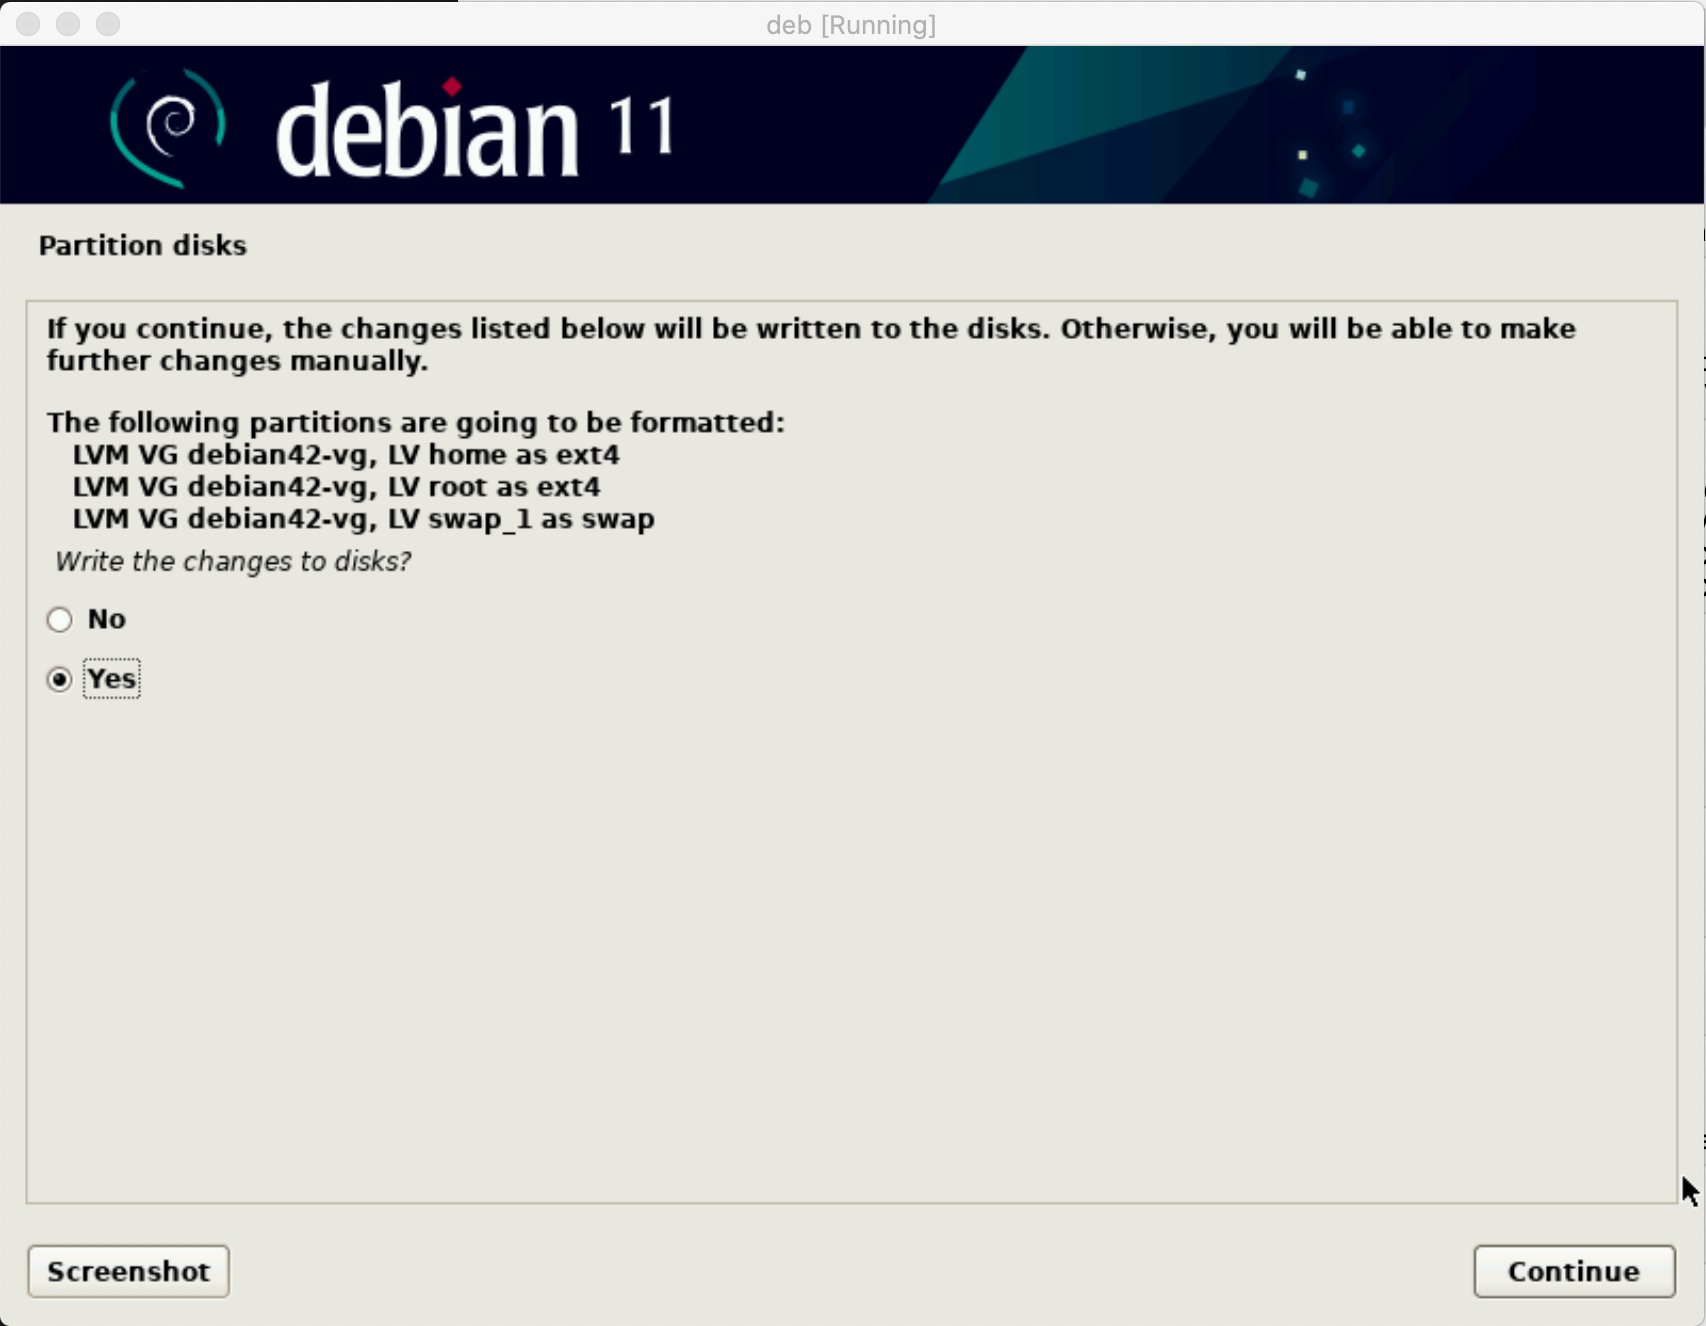 deb [Running]
debian 11
Partition disks
If you continue, the changes listed below will be written to the disks. Otherwise, you will be able to make
further changes manually.
The following partitions are going to be formatted:
LVM VG debian42-vg, LV home as ext4
LVM VG debian42-vg, LV root as ext4
LVM VG debian42-vg, LV swap_1 as swap
Write the changes to disks?
No
Yes
Screenshot
Continue